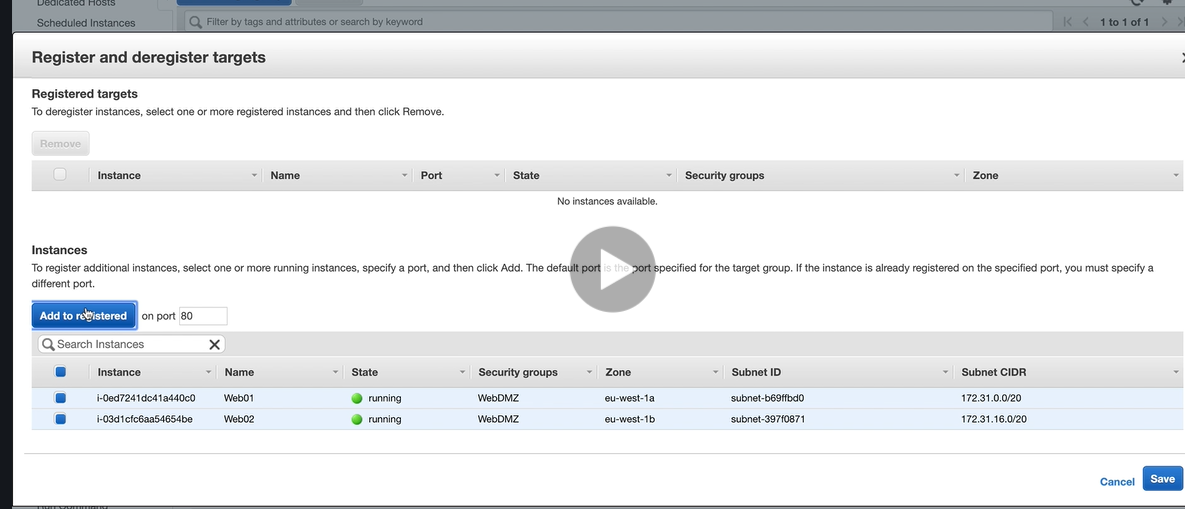 Dedicated Hosts
Scheduled Instances
Filter by tags and attributes or search by keyword
1 to 1 of 1
Register and deregister targets
Registered targets
To deregister instances, select one or more registered instances and then click Remove.
Remove
Instance Name Port State Security groups Zone
No instances available.
Instances
To register additional instances, select one or more running instances, specify a port, and then click Add. The default port is the port specified for the target group. If the instance is already registered on the specified port, you must specify a
different port.
Add to registered on port 80
Search Instances
Instance Name State Security groups Zone Subnet ID Subnet CIDR
i-0ed7241dc41a440c0 Web01 running WebDMZ eu-west-1a subnet-b69ffbd0 172.31.0.0/20
i-03d1cfc6aa54654be Web02 running WebDMZ eu-west-1b subnet-397f0871 172.31.16.0/20
Cancel Save